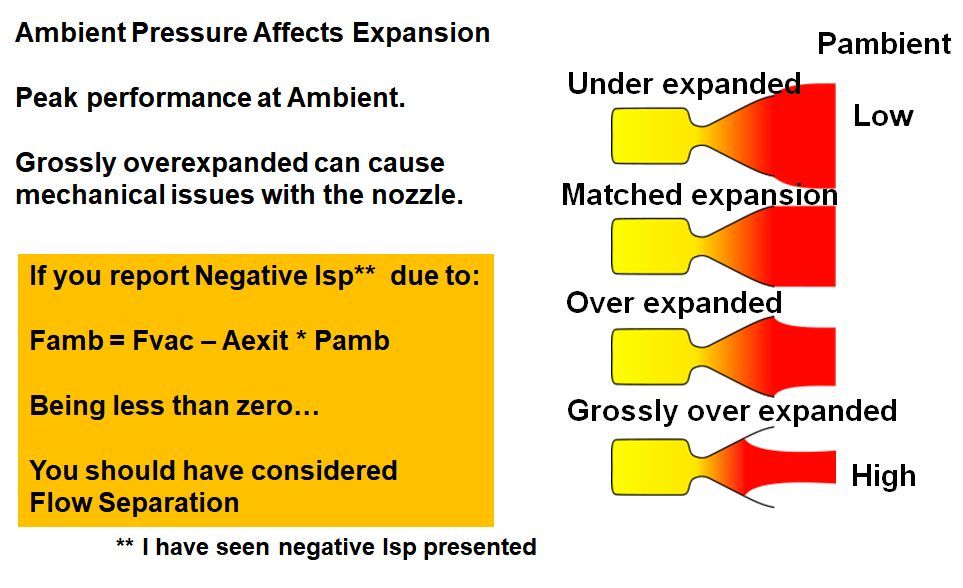 Ambient Pressure Affects Expansion
Peak performance at Ambient.
Grossly overexpanded can cause
mechanical issues with the nozzle.
If you report Negative Isp** due to:
Famb = Fvac – Aexit * Pamb
Being less than zero…
You should have considered
Flow Separation
** I have seen negative Isp presented
Pambient
Under expanded
Low
Matched expansion
Over expanded
Grossly over expanded
High